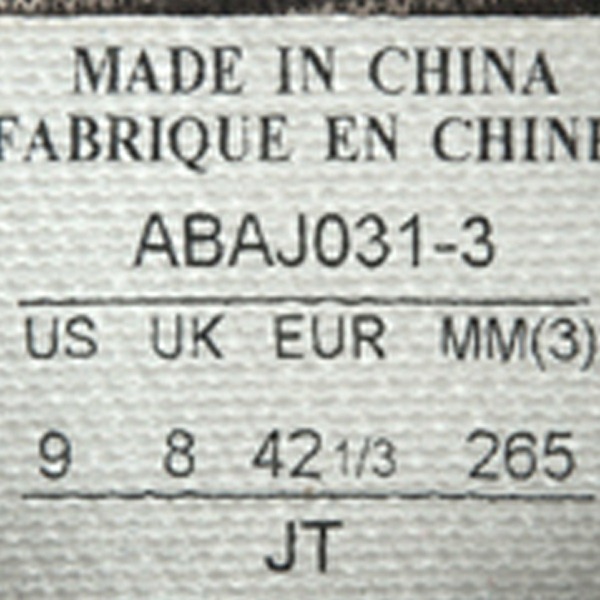 MADE IN CHINA
FABRIQUE EN CHINE
ABAJ031-3
US UK EUR MM(3)
9 8 42 1/3 265
JT